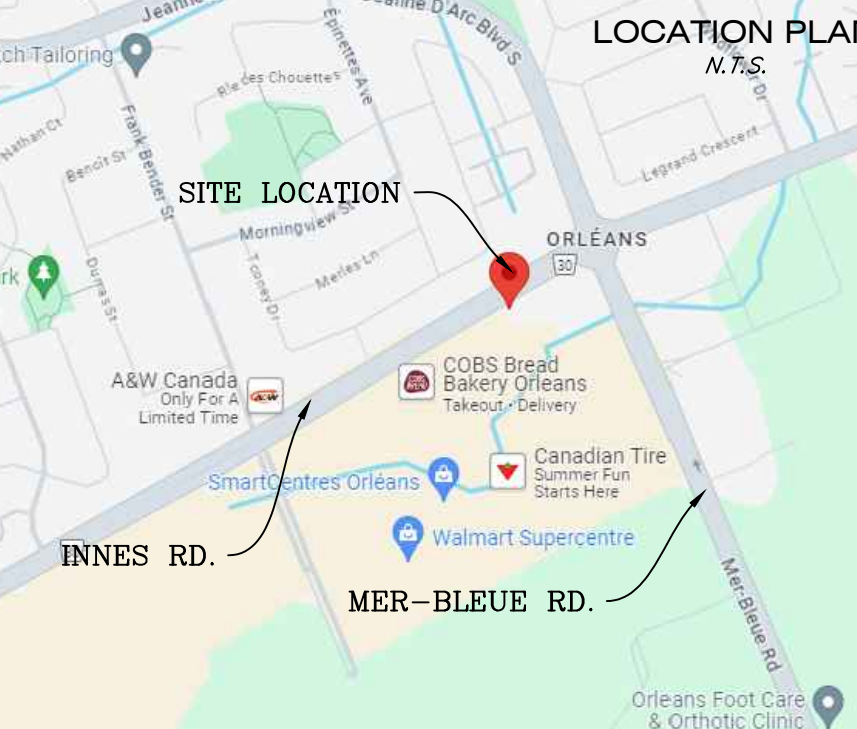 Jeanne
Jeanne D'Arc Blvd S
LOCATION PLA
N.T.S.
ch Tailoring
Épinettes Ave
Rle des Chouettes
Nathan Ct
Frank Bender St
Benoit St
Legrand Crescent
SITE LOCATION
Morningview St
ORLÉANS
30
Merles Ln
rk
Dumas St
Tooney Dr
COBS Bread
Bakery Orleans
Takeout · Delivery
A&W Canada
Only For A
Limited Time
A&W
Canadian Tire
Summer Fun
Starts Here
SmartCentres Orléans
Walmart Supercentre
INNES RD.
MER-BLEUE RD.
Mer-Bleue Rd
Orleans Foot Care
& Orthotic Clinic